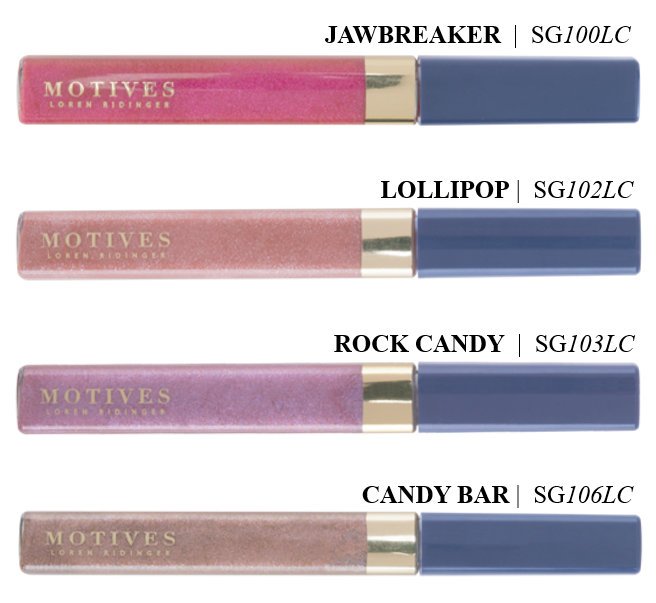 JAWBREAKER | SG100LC
MOTIVES
LOREN RIDINGER
LOLLIPOP | SG102LC
MOTIVES
LOREN RIDINGER
ROCK CANDY | SG103LC
MOTIVES
LOREN RIDINGER
CANDY BAR | SG106LC
MOTIVES
LOREN RIDINGER